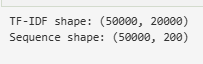 TF-IDF shape: (50000, 20000)
Sequence shape: (50000, 200)